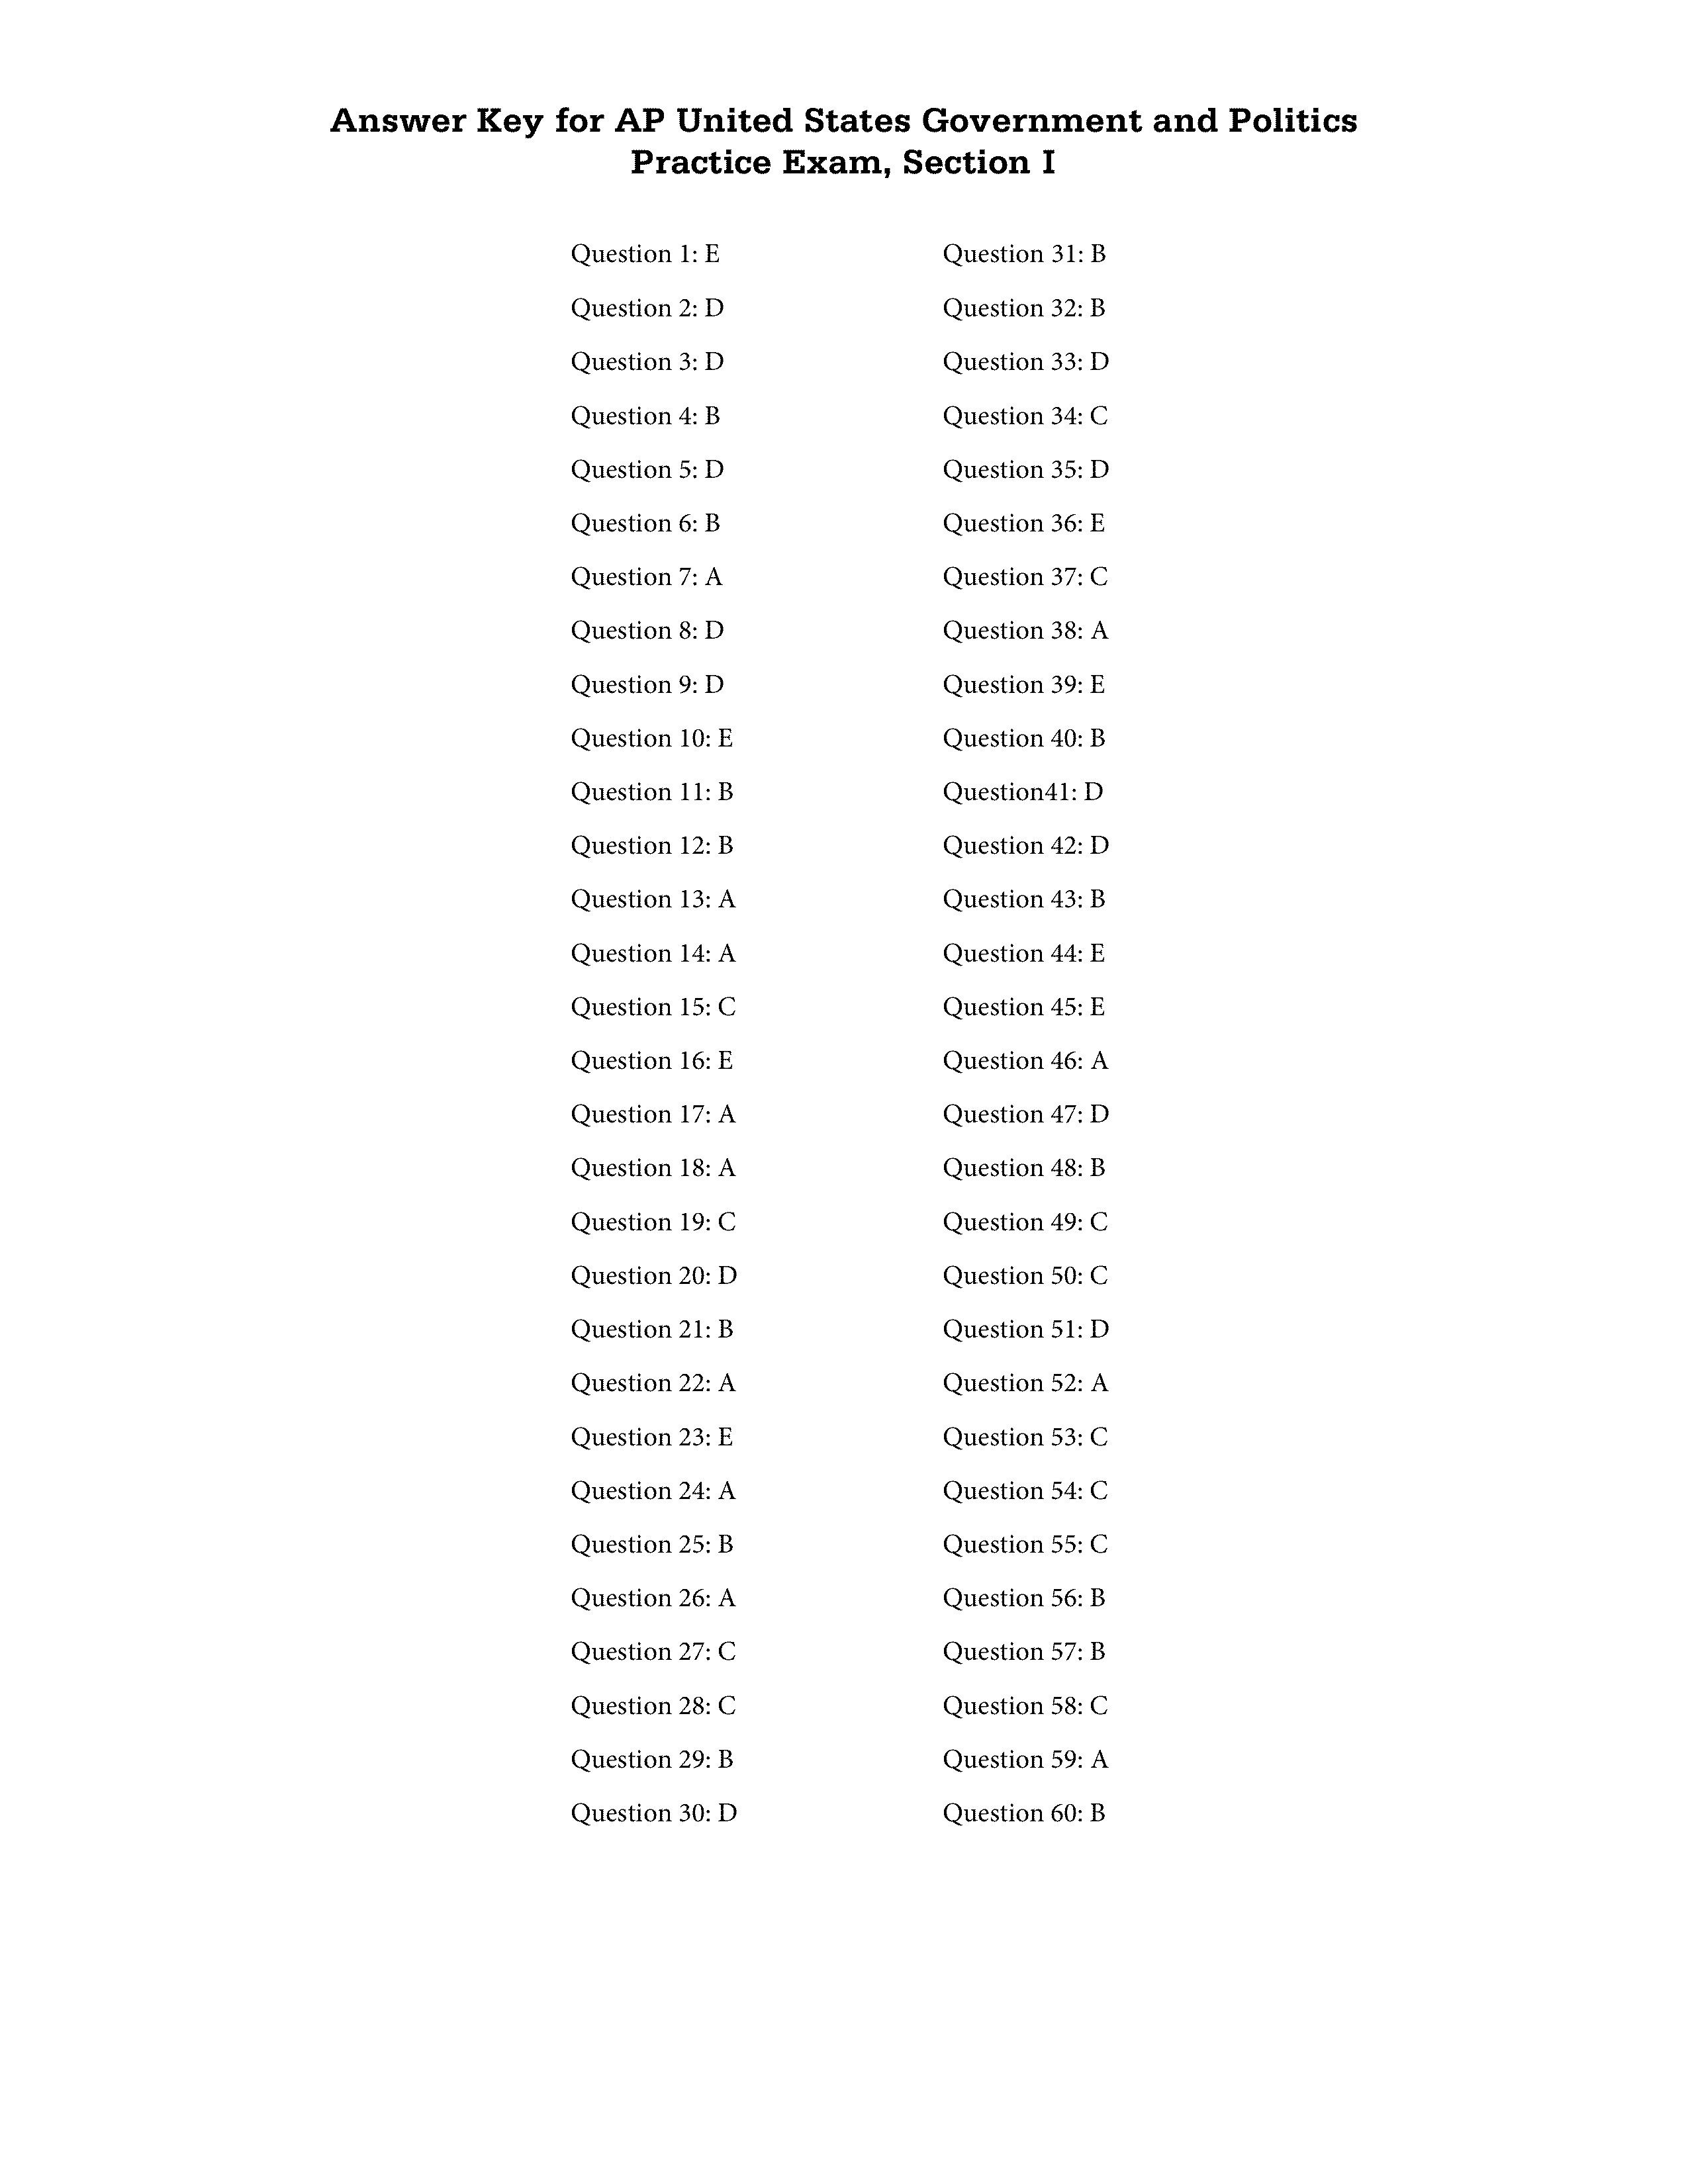 Answer Key for AP United States Government and Politics
Practice Exam, Section I
Question 1: E
Question 2: D
Question 3: D
Question 4: B
Question 5: D
Question 6: B
Question 7: A
Question 8: D
Question 9: D
Question 10: E
Question 11: B
Question 12: B
Question 13: A
Question 14: A
Question 15: C
Question 16: E
Question 17: A
Question 18: A
Question 19: C
Question 20: D
Question 21: B
Question 22: A
Question 23: E
Question 24: A
Question 25: B
Question 26: A
Question 27: C
Question 28: C
Question 29: B
Question 30: D
Question 31: B
Question 32: B
Question 33: D
Question 34: C
Question 35: D
Question 36: E
Question 37: C
Question 38: A
Question 39: E
Question 40: B
Question41: D
Question 42: D
Question 43: B
Question 44: E
Question 45: E
Question 46: A
Question 47: D
Question 48: B
Question 49: C
Question 50: C
Question 51: D
Question 52: A
Question 53: C
Question 54: C
Question 55: C
Question 56: B
Question 57: B
Question 58: C
Question 59: A
Question 60: B